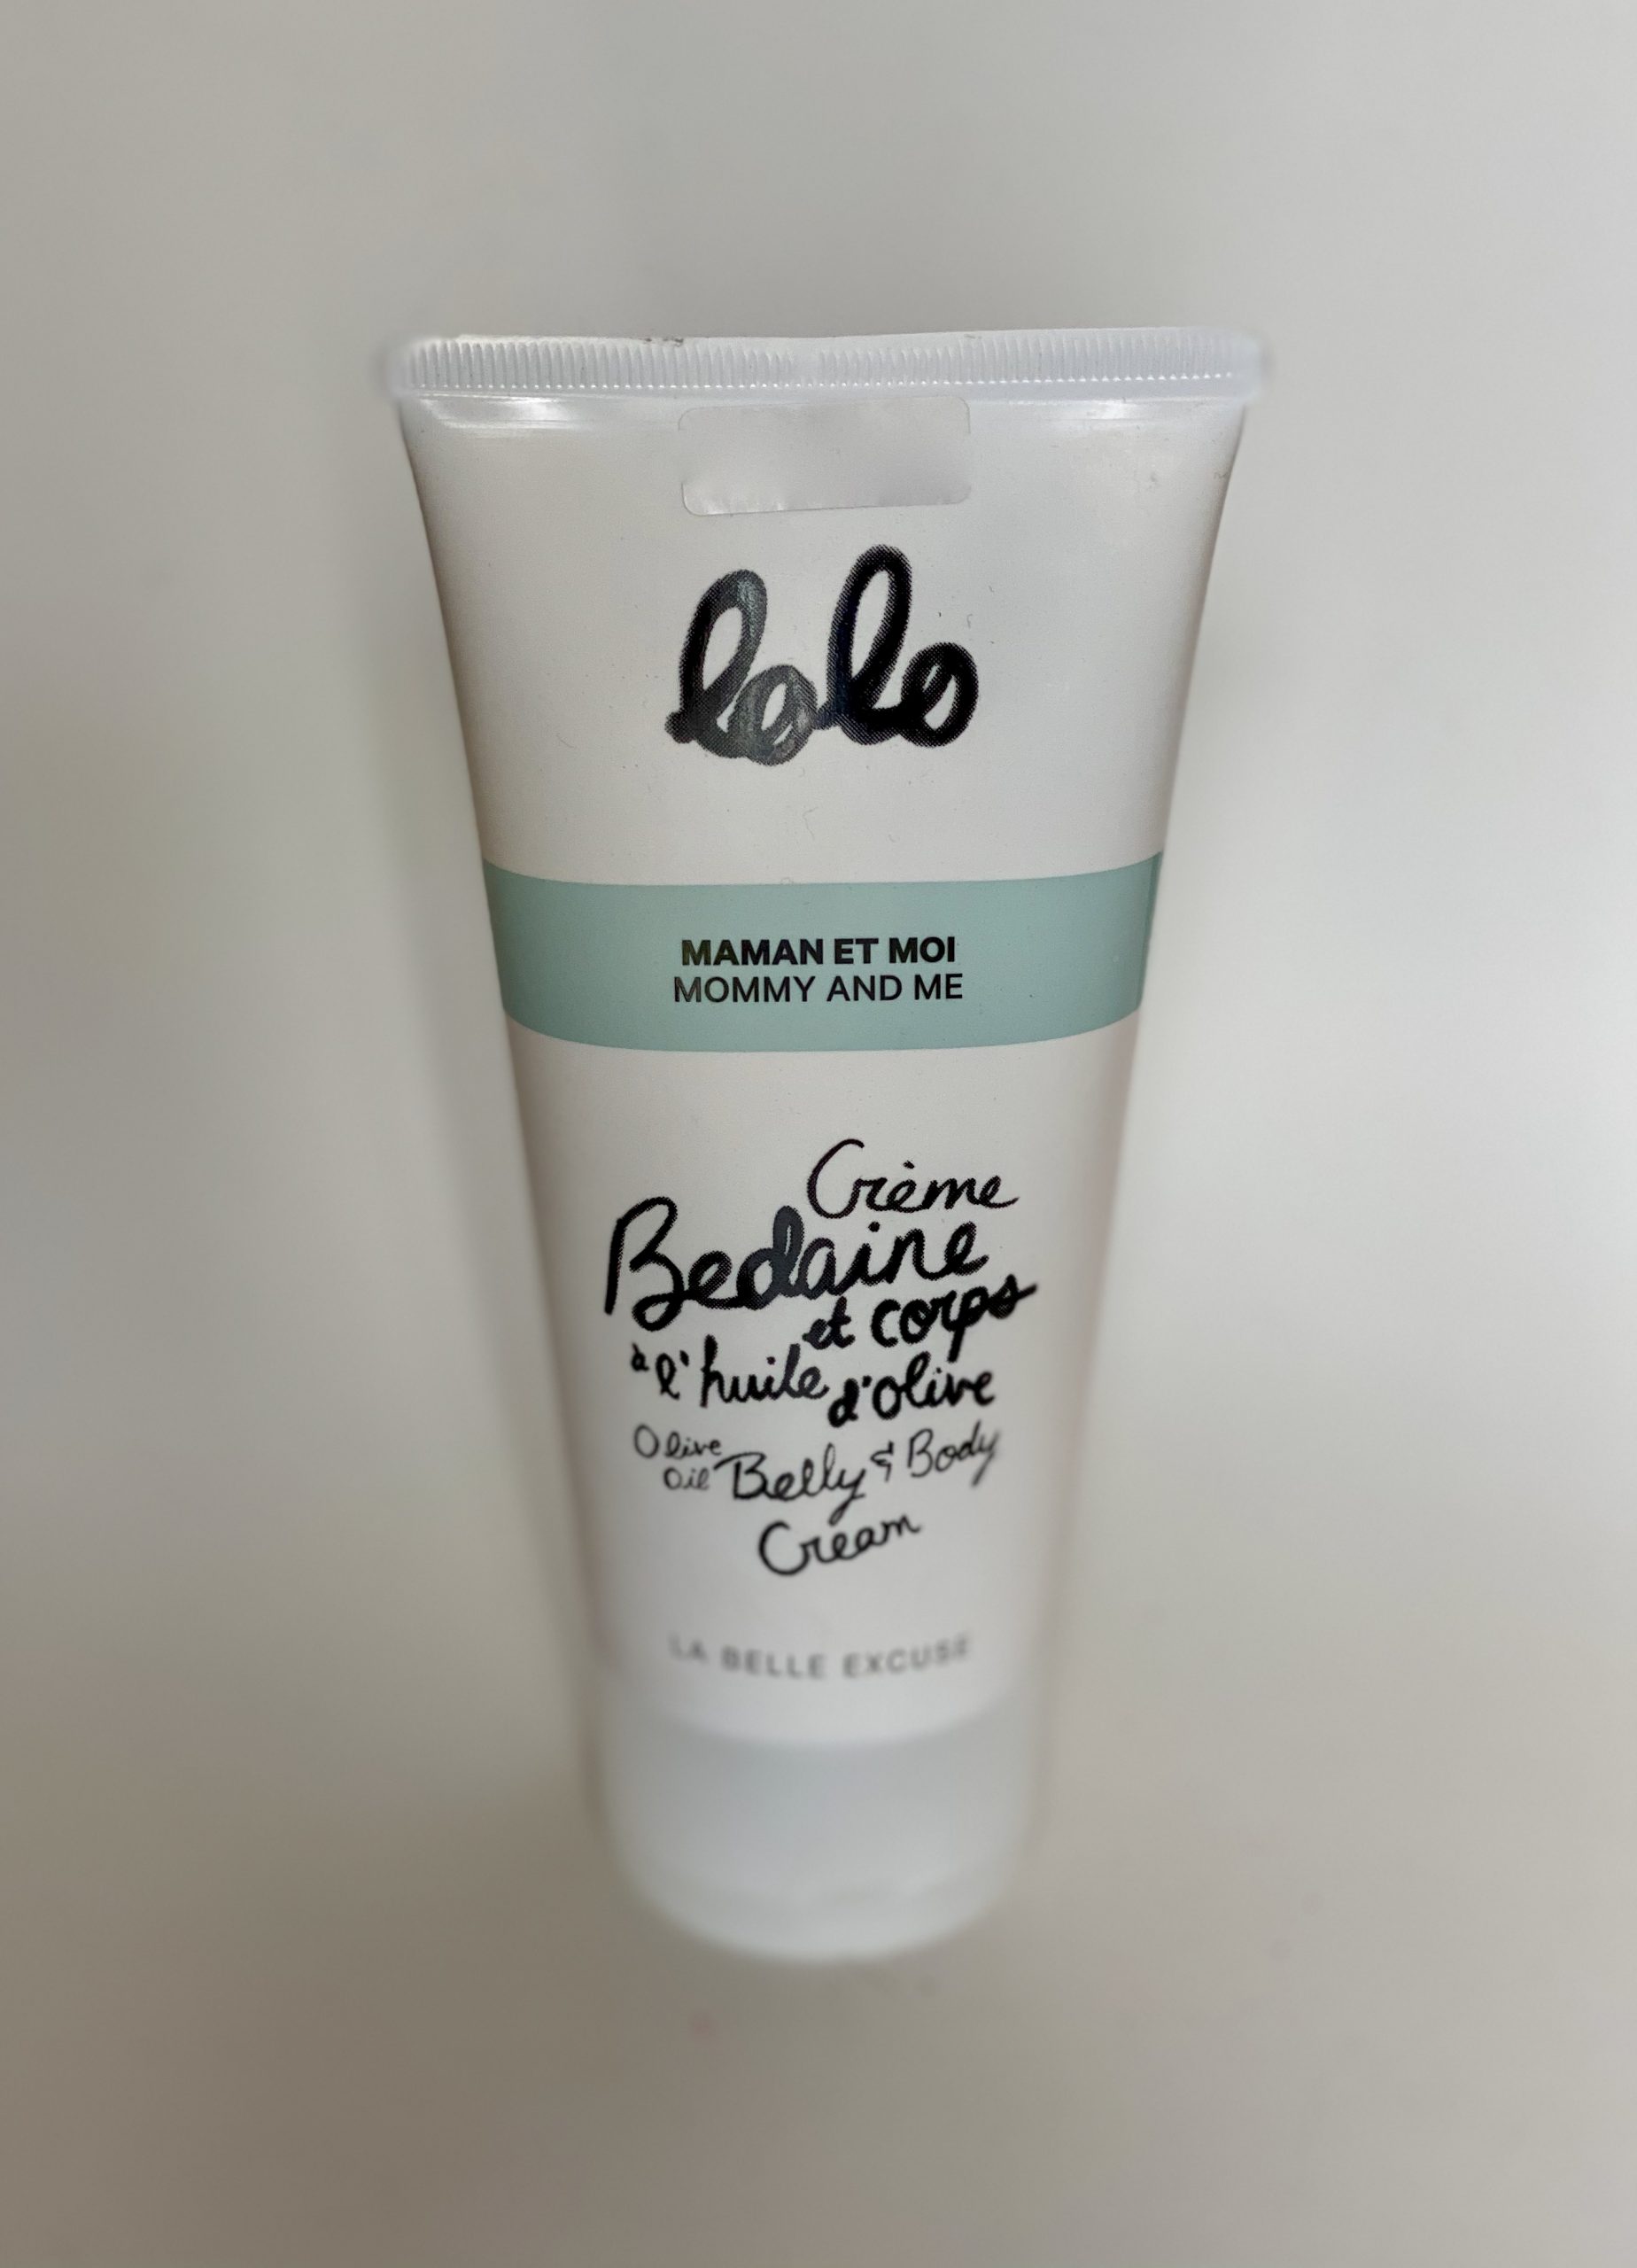 lolo
MAMAN ET MOI
MOMMY AND ME
Crème
Bedaine
et corps
à l'huile d'olive
Olive
Oil Belly & Body
Cream
LA BELLE EXCUSE